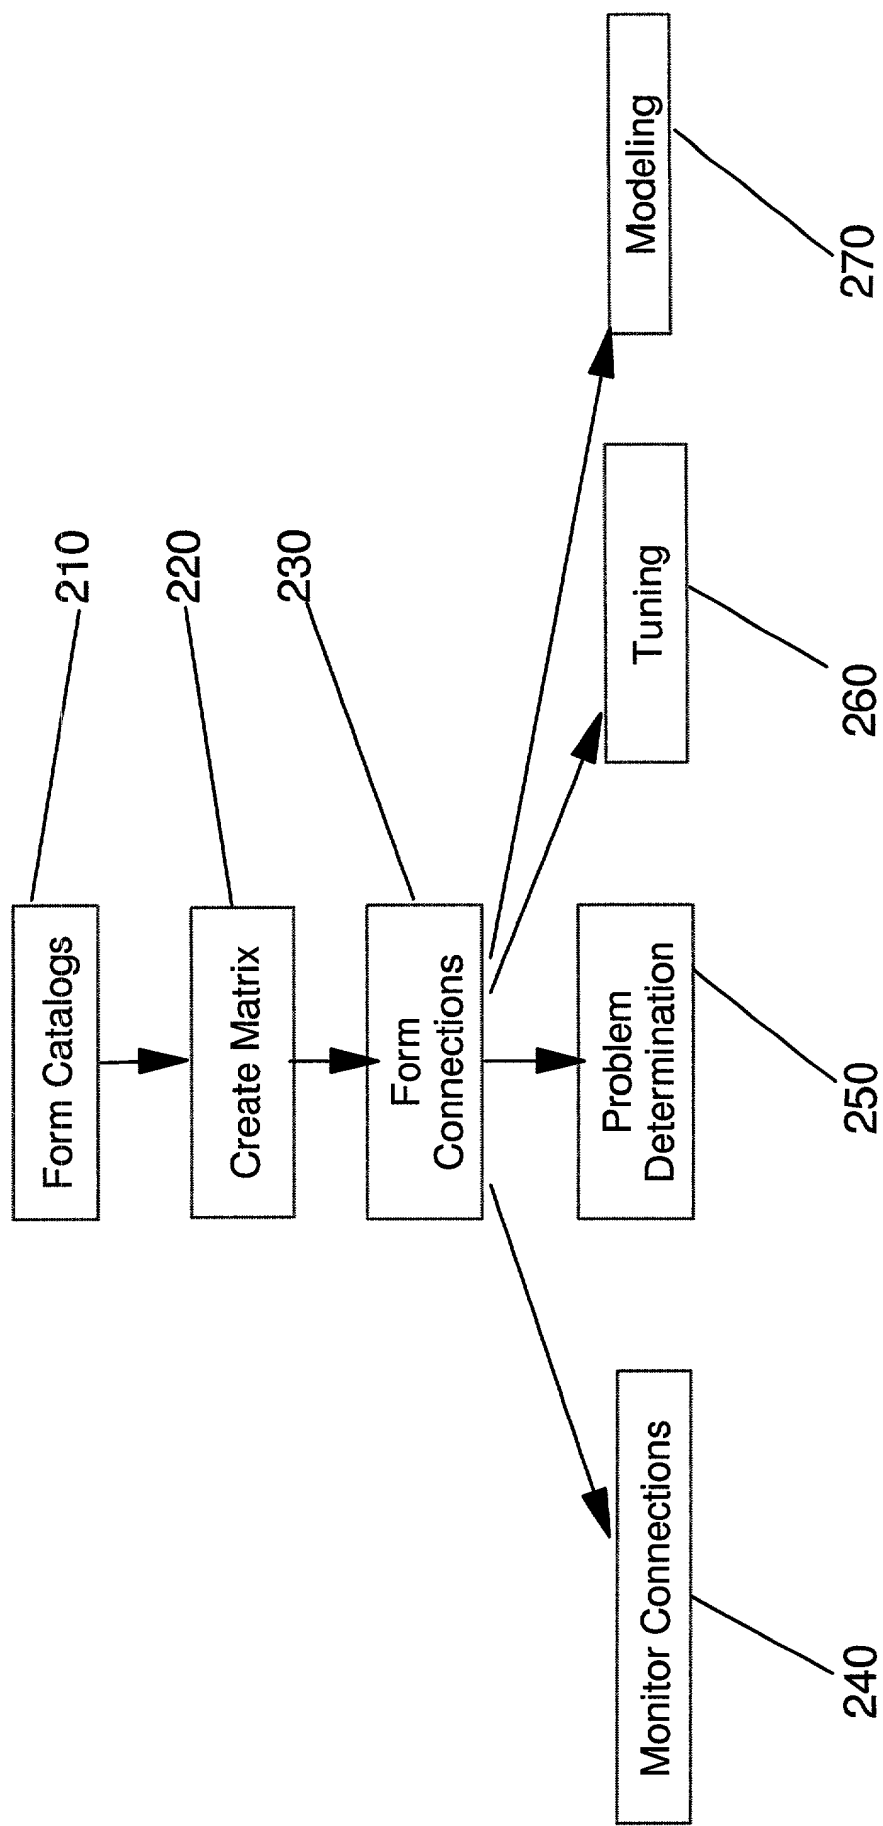 Form Catalogs
210
Create Matrix
220
Form
Connections
230
Monitor Connections
240
Problem
Determination
250
Tuning
260
Modeling
270